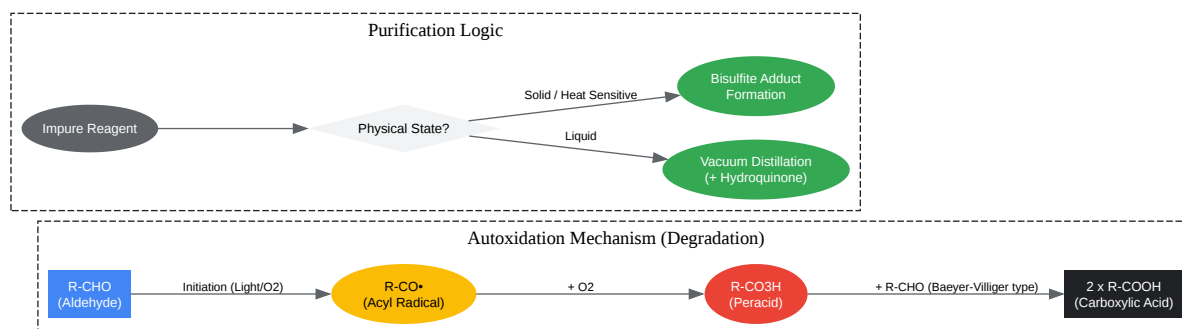 Purification Logic
Impure Reagent
Physical State?
Solid / Heat Sensitive
Bisulfite Adduct
Formation
Liquid
Vacuum Distillation
(+ Hydroquinone)
Autoxidation Mechanism (Degradation)
R-CHO
(Aldehyde)
Initiation (Light/O2)
R-CO•
(Acyl Radical)
+ O2
R-CO3H
(Peracid)
+ R-CHO (Baeyer-Villiger type)
2 x R-COOH
(Carboxylic Acid)